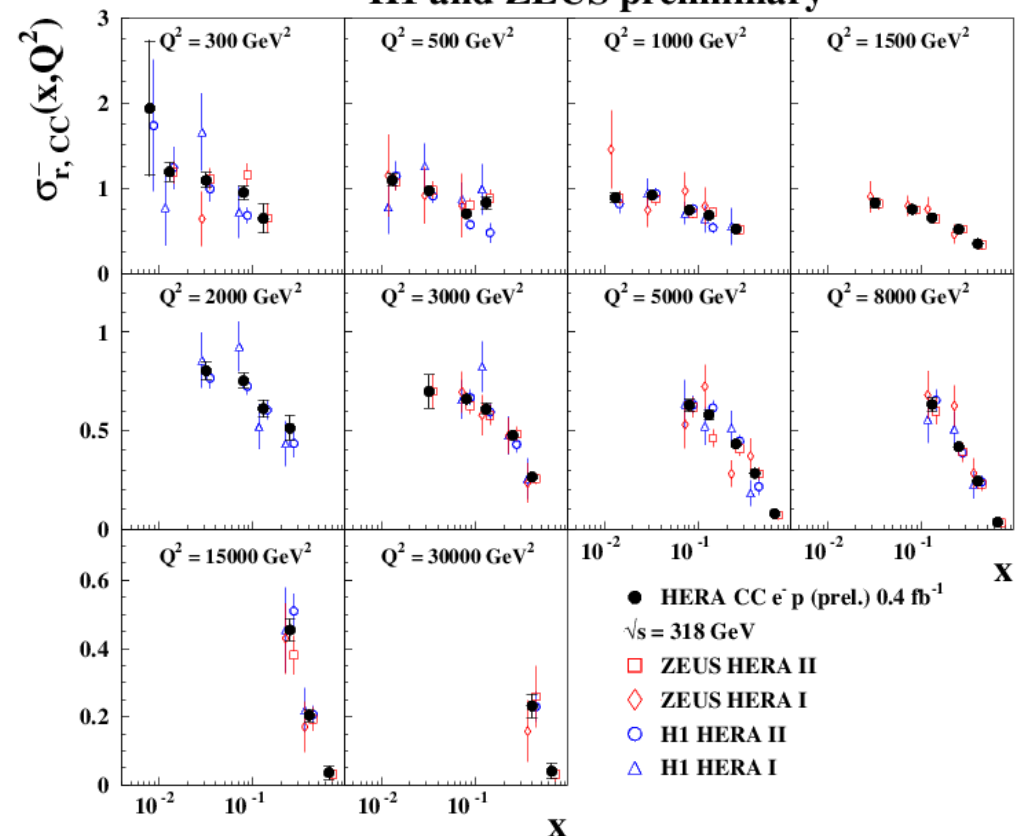 H1 and ZEUS preliminary
σ⁻r, CC(x,Q²)
Q² = 300 GeV²
Q² = 500 GeV²
Q² = 1000 GeV²
Q² = 1500 GeV²
3
2
1
0
Q² = 2000 GeV²
Q² = 3000 GeV²
Q² = 5000 GeV²
Q² = 8000 GeV²
1
0.5
0
10⁻² 10⁻¹ 10⁻² 10⁻¹
x
Q² = 15000 GeV²
Q² = 30000 GeV²
0.6
0.4
0.2
0
10⁻² 10⁻¹ 10⁻² 10⁻¹
x
HERA CC e⁻p (prel.) 0.4 fb⁻¹
√s = 318 GeV
ZEUS HERA II
ZEUS HERA I
H1 HERA II
H1 HERA I